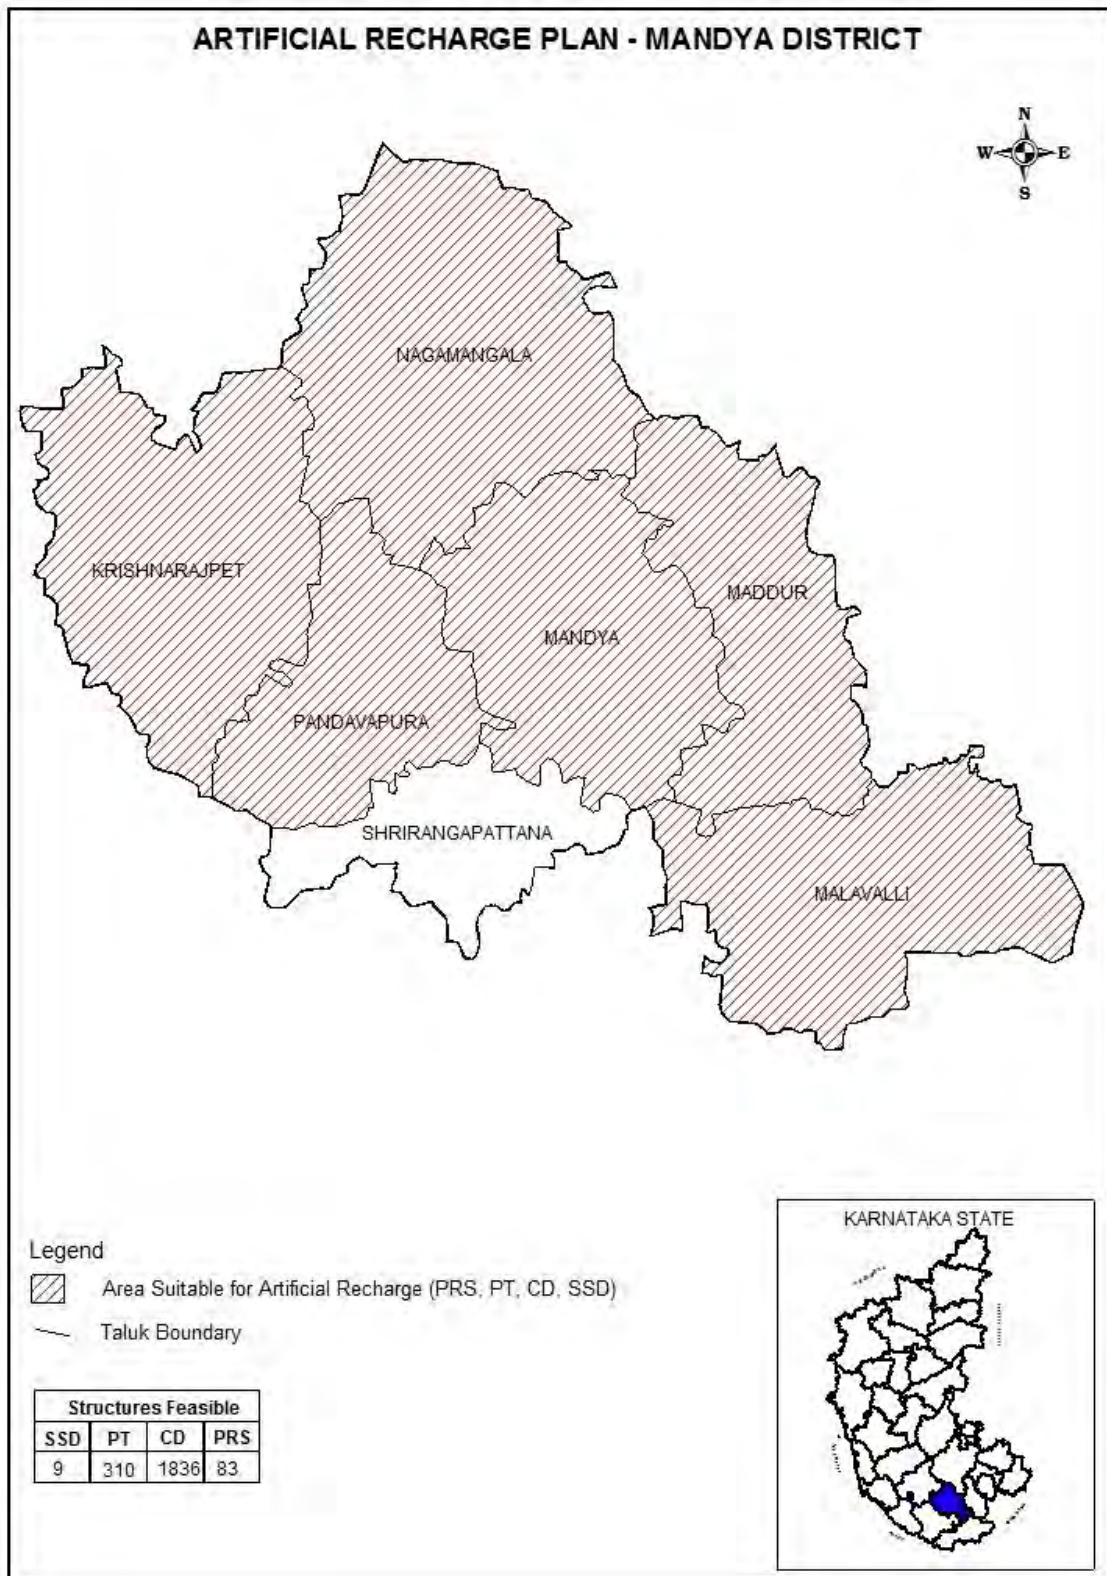 ARTIFICIAL RECHARGE PLAN - MANDYA DISTRICT
N
W E
S
NAGAMANGALA
KRISHNARAJPET
MADDUR
MANDYA
PANDAVAPURA
SHRIRANGAPATTANA
MALAVALLI
KARNATAKA STATE
Legend
Area Suitable for Artificial Recharge (PRS, PT, CD, SSD)
Taluk Boundary
Structures Feasible
SSD PT CD PRS
9 310 1836 83